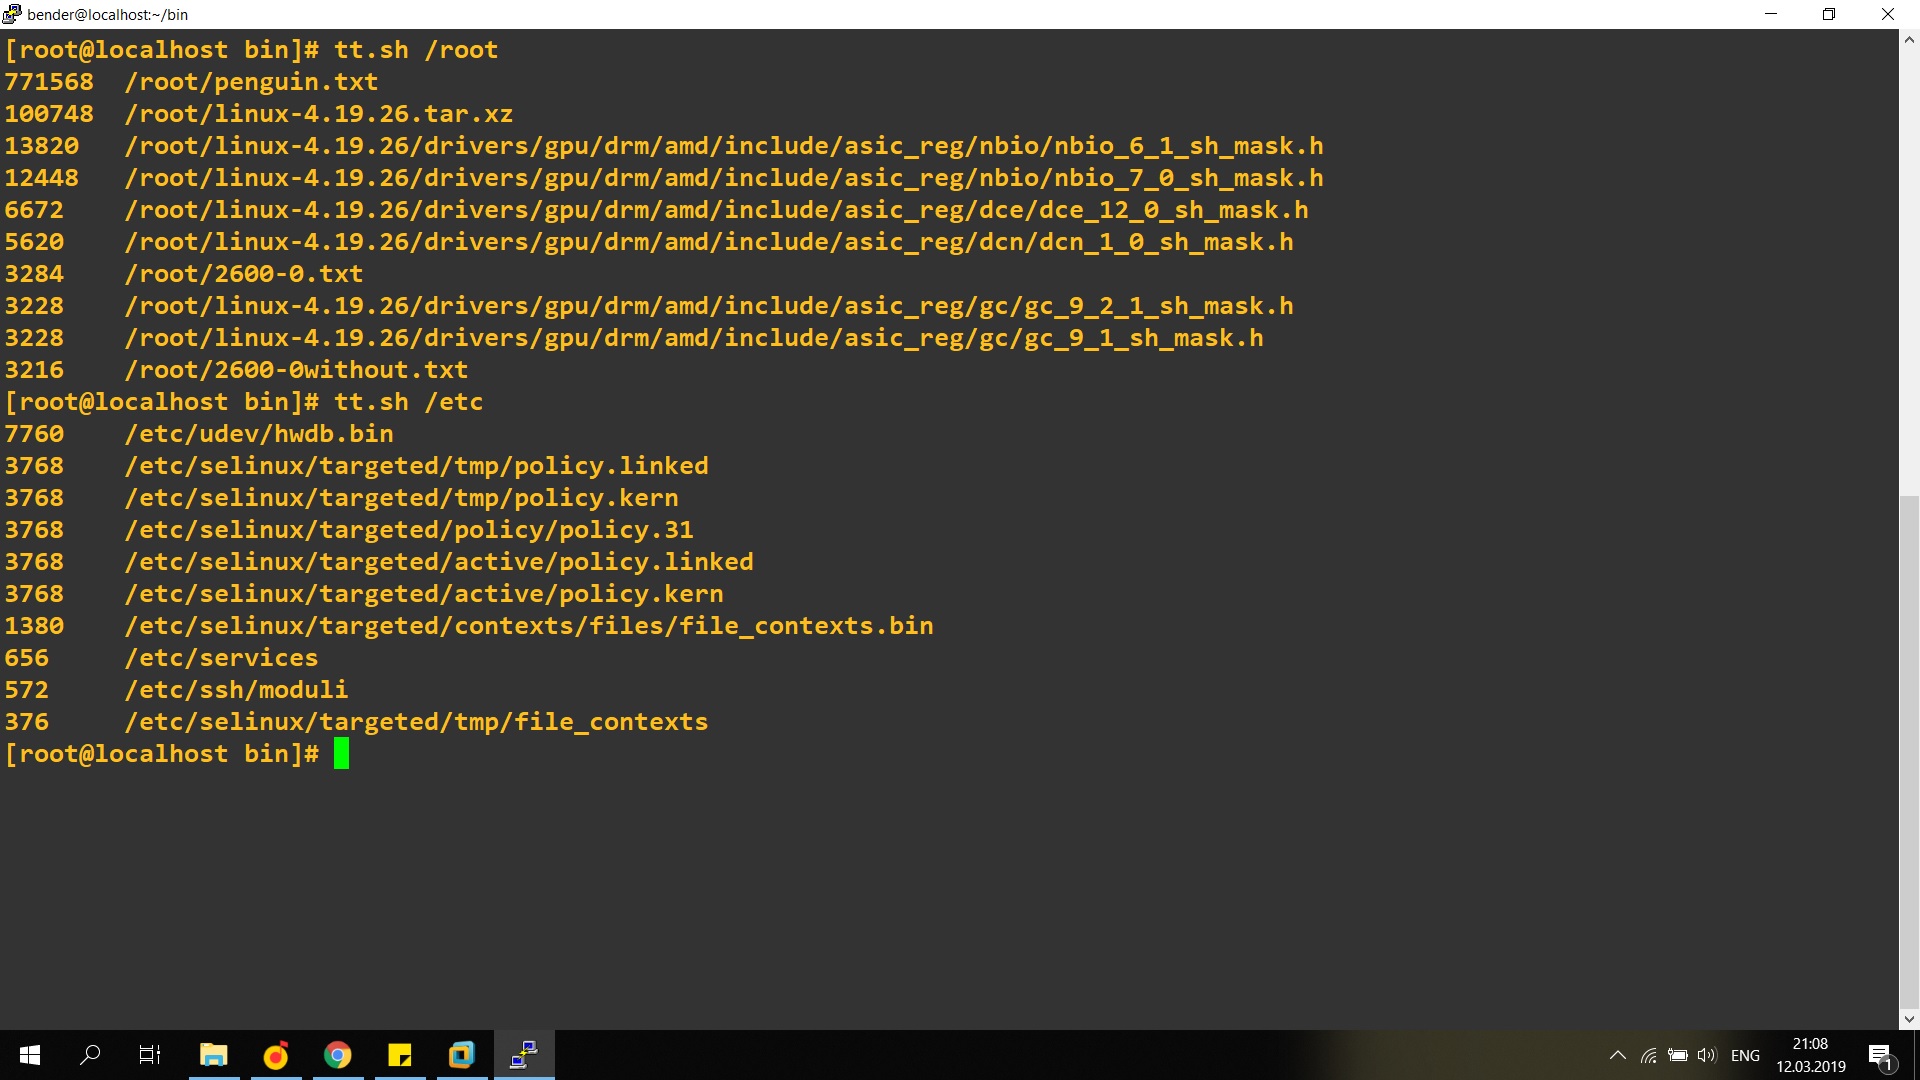 bender@localhost:~/bin
[root@localhost bin]# tt.sh /root
771568  /root/penguin.txt
100748  /root/linux-4.19.26.tar.xz
13820   /root/linux-4.19.26/drivers/gpu/drm/amd/include/asic_reg/nbio/nbio_6_1_sh_mask.h
12448   /root/linux-4.19.26/drivers/gpu/drm/amd/include/asic_reg/nbio/nbio_7_0_sh_mask.h
6672    /root/linux-4.19.26/drivers/gpu/drm/amd/include/asic_reg/dce/dce_12_0_sh_mask.h
5620    /root/linux-4.19.26/drivers/gpu/drm/amd/include/asic_reg/dcn/dcn_1_0_sh_mask.h
3284    /root/2600-0.txt
3228    /root/linux-4.19.26/drivers/gpu/drm/amd/include/asic_reg/gc/gc_9_2_1_sh_mask.h
3228    /root/linux-4.19.26/drivers/gpu/drm/amd/include/asic_reg/gc/gc_9_1_sh_mask.h
3216    /root/2600-0without.txt
[root@localhost bin]# tt.sh /etc
7760    /etc/udev/hwdb.bin
3768    /etc/selinux/targeted/tmp/policy.linked
3768    /etc/selinux/targeted/tmp/policy.kern
3768    /etc/selinux/targeted/policy/policy.31
3768    /etc/selinux/targeted/active/policy.linked
3768    /etc/selinux/targeted/active/policy.kern
1380    /etc/selinux/targeted/contexts/files/file_contexts.bin
656     /etc/services
572     /etc/ssh/moduli
376     /etc/selinux/targeted/tmp/file_contexts
[root@localhost bin]#
ENG
21:08
12.03.2019
1